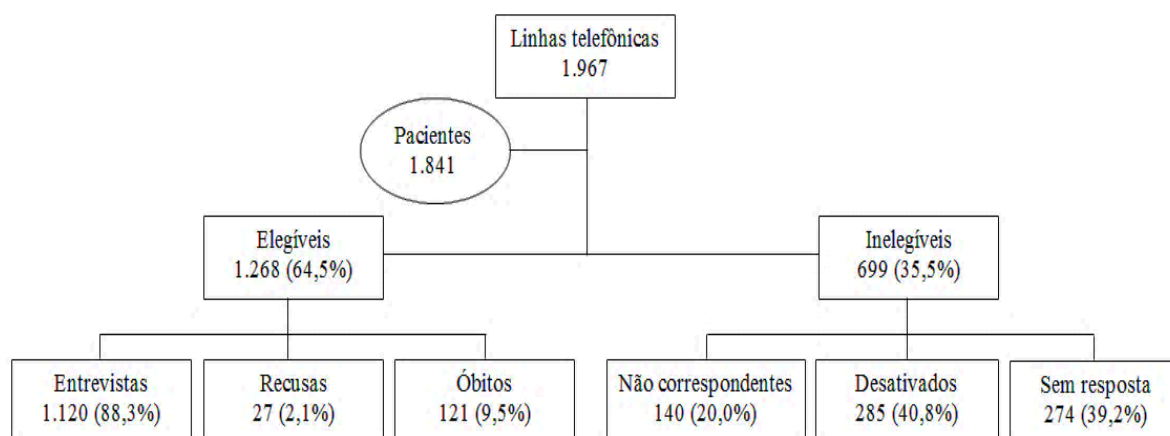 Linhas telefônicas
1.967
Pacientes
1.841
Elegíveis
1.268 (64,5%)
Inelegíveis
699 (35,5%)
Entrevistas
1.120 (88,3%)
Recusas
27 (2,1%)
Óbitos
121 (9,5%)
Não correspondentes
140 (20,0%)
Desativados
285 (40,8%)
Sem resposta
274 (39,2%)